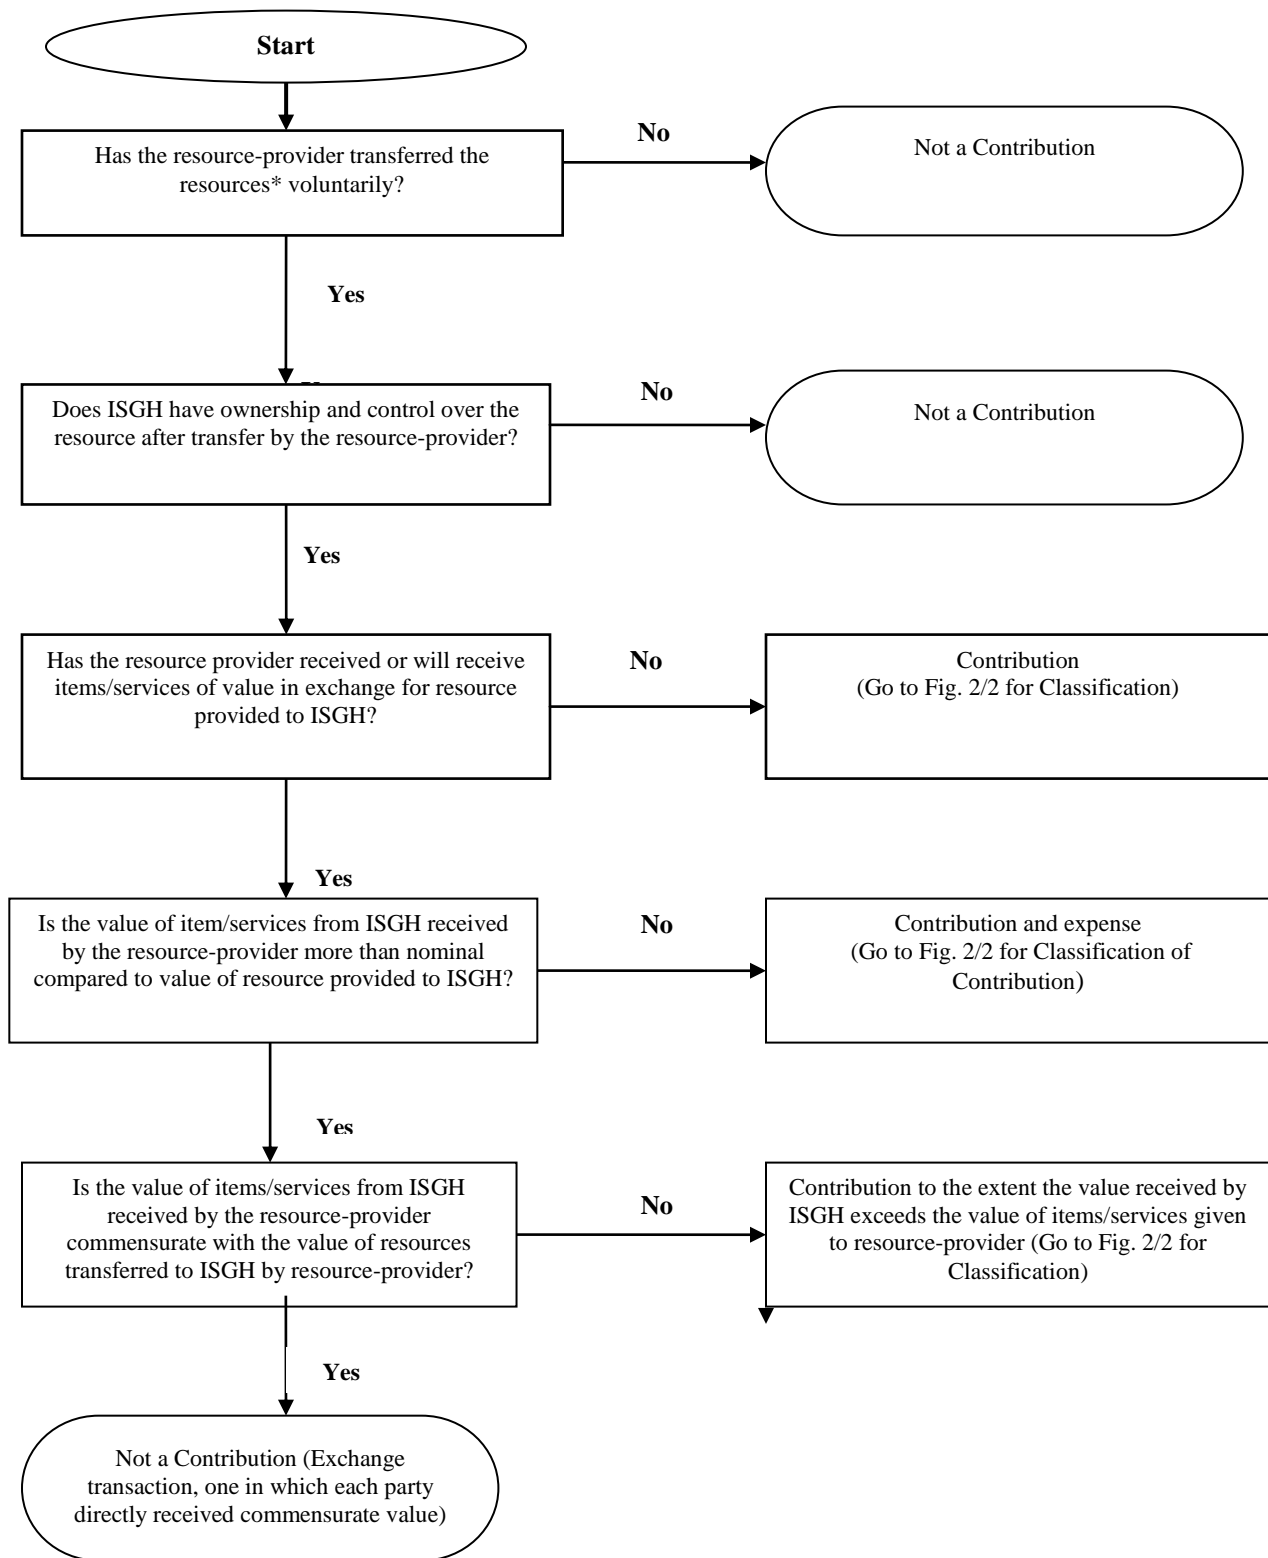 Start
Has the resource-provider transferred the
resources* voluntarily?
No
Not a Contribution
Yes
Does ISGH have ownership and control over the
resource after transfer by the resource-provider?
No
Not a Contribution
Yes
Has the resource provider received or will receive
items/services of value in exchange for resource
provided to ISGH?
No
Contribution
(Go to Fig. 2/2 for Classification)
Yes
Is the value of item/services from ISGH received
by the resource-provider more than nominal
compared to value of resource provided to ISGH?
No
Contribution and expense
(Go to Fig. 2/2 for Classification of
Contribution)
Yes
Is the value of items/services from ISGH
received by the resource-provider
commensurate with the value of resources
transferred to ISGH by resource-provider?
No
Contribution to the extent the value received by
ISGH exceeds the value of items/services given
to resource-provider (Go to Fig. 2/2 for
Classification)
Yes
Not a Contribution (Exchange
transaction, one in which each party
directly received commensurate value)